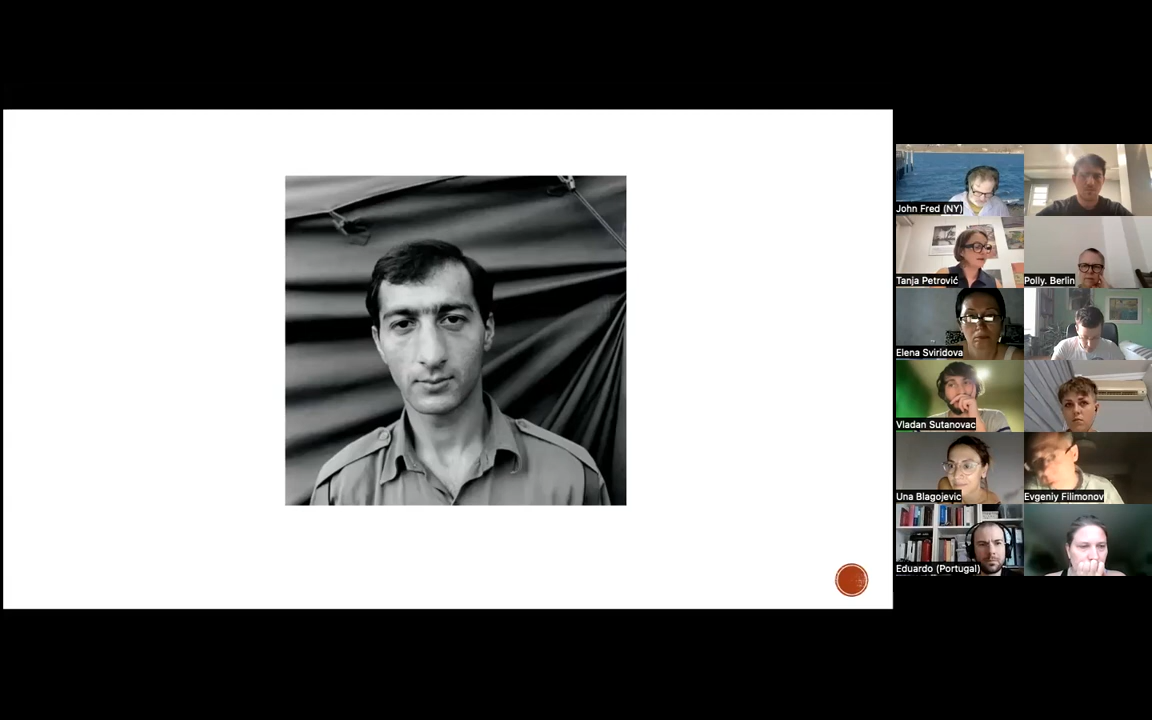 John Fred (NY)
Tanja Petrović
Polly. Berlin
Elena Sviridova
Vladan Sutanovac
Una Blagojevic
Evgeniy Filimonov
Eduardo (Portugal)